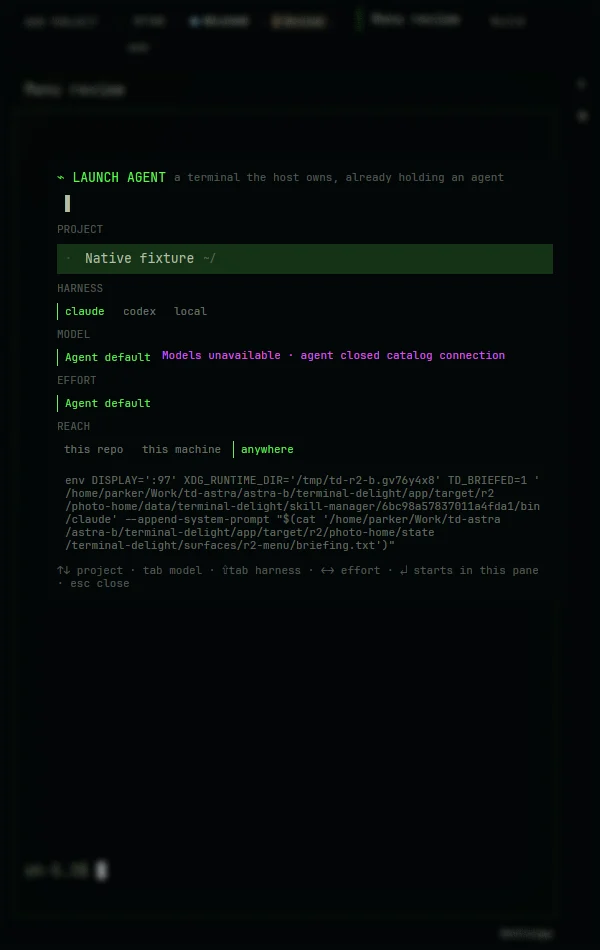 ⌁ LAUNCH AGENT a terminal the host owns, already holding an agent
PROJECT
· Native fixture ~/
HARNESS
claude codex local
MODEL
Agent default Models unavailable · agent closed catalog connection
EFFORT
Agent default
REACH
this repo this machine anywhere
env DISPLAY=':97' XDG_RUNTIME_DIR='/tmp/td-r2-b.gv76y4x8' TD_BRIEFED=1 '
/home/parker/Work/td-astra/astra-b/terminal-delight/app/target/r2
/photo-home/data/terminal-delight/skill-manager/6bc98a57837011a4fda1/bin
/claude' --append-system-prompt "$(cat '/home/parker/Work/td-astra
/astra-b/terminal-delight/app/target/r2/photo-home/state
/terminal-delight/surfaces/r2-menu/briefing.txt')"
↑↓ project · tab model · ⇧tab harness · ↔ effort · ↲ starts in this pane
· esc close
Menu review
Menu review